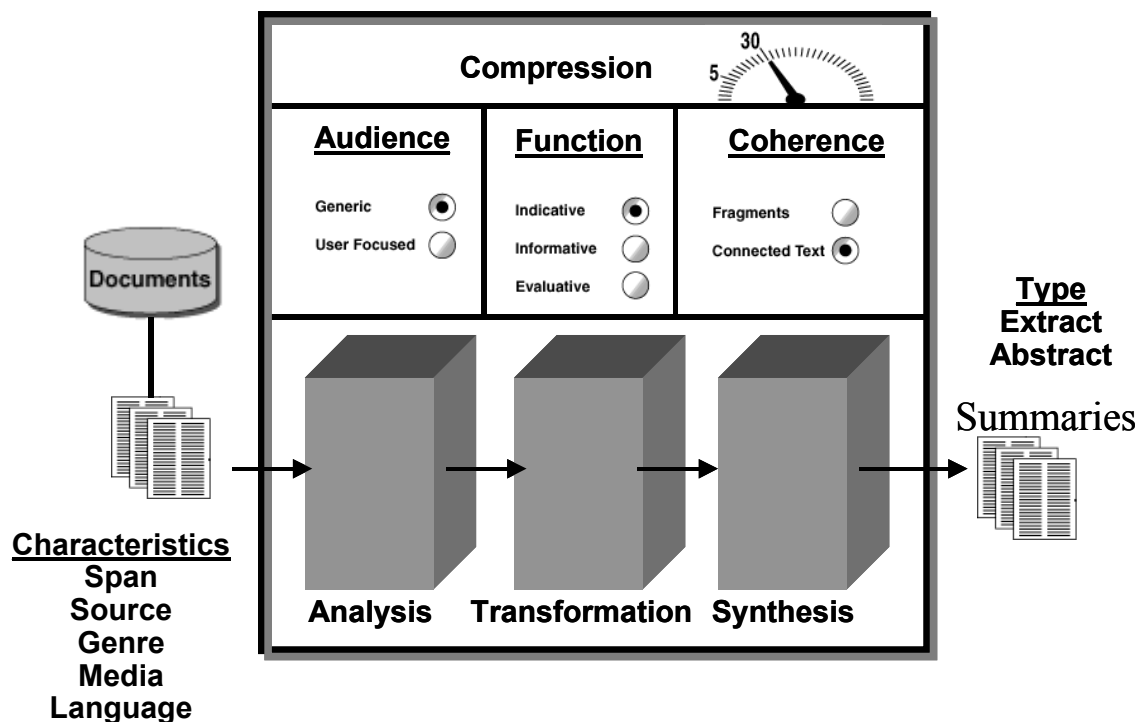 Compression
30
5
Audience
Generic
User Focused
Function
Indicative
Informative
Evaluative
Coherence
Fragments
Connected Text
Documents
Characteristics
Span
Source
Genre
Media
Language
Analysis
Transformation
Synthesis
Type
Extract
Abstract
Summaries